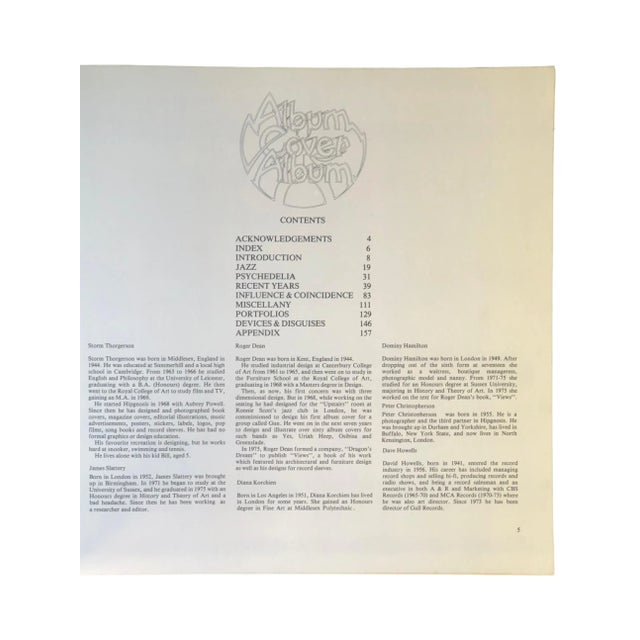 Album
Cover
Album
CONTENTS
ACKNOWLEDGEMENTS 4
INDEX 6
INTRODUCTION 8
JAZZ 19
PSYCHEDELIA 31
RECENT YEARS 39
INFLUENCE & COINCIDENCE 83
MISCELLANY 111
PORTFOLIOS 129
DEVICES & DISGUISES 146
APPENDIX 157
Storm Thorgerson
Storm Thorgerson was born in Middlesex, England in
1944. He was educated at Summerhill and a local high
school in Cambridge. From 1963 to 1966 he studied
English and Philosophy at the University of Leicester,
graduating with a B.A. (Honours) degree. He then
went to the Royal College of Art to study film and TV,
gaining an M.A. in 1969.
He started Hipgnosis in 1968 with Aubrey Powell.
Since then he has designed and photographed book
covers, magazine covers, editorial illustrations, music
advertisements, posters, stickers, labels, logos, pop
films, song books and record sleeves. He has had no
formal graphics or design education.
His favourite recreation is designing, but he works
hard at snooker, swimming and tennis.
He lives alone with his kid Bill, aged 5.
James Slattery
Born in London in 1952, James Slattery was brought
up in Birmingham. In 1971 he began to study at the
University of Sussex, and he graduated in 1975 with an
Honours degree in History and Theory of Art and a
bad headache. Since then he has been working as
a researcher and editor.
Roger Dean
Roger Dean was born in Kent, England in 1944.
He studied industrial design at Canterbury College
of Art from 1961 to 1965, and then went on to study in
the Furniture School at the Royal College of Art,
graduating in 1968 with a Masters degree in Design.
Then, as now, his first concern was with three
dimensional design. But in 1968, while working on the
seating he had designed for the "Upstairs" room at
Ronnie Scott's jazz club in London, he was
commissioned to design his first album cover for a
group called Gun. He went on in the next seven years
to design and illustrate over sixty album covers for
such bands as Yes, Uriah Heep, Osibisa and
Greenslade.
In 1975, Roger Dean formed a company, "Dragon's
Dream" to publish "Views", a book of his work
which featured his architectural and furniture design
as well as his designs for record sleeves.
Diana Korchien
Born in Los Angeles in 1951, Diana Korchien has lived
in London for some years. She gained an Honours
degree in Fine Art at Middlesex Polytechnic.
Dominy Hamilton
Dominy Hamilton was born in London in 1949. After
dropping out of the sixth form at seventeen she
worked as a waitress, boutique manageress,
photographic model and nanny. From 1971-75 she
studied for an Honours degree at Sussex University,
majoring in History and Theory of Art. In 1975 she
worked on the text for Roger Dean's book, "Views".
Peter Christopherson
Peter Christopherson was born in 1955. He is a
photographer and the third partner in Hipgnosis. He
was brought up in Durham and Yorkshire, has lived in
Buffalo, New York State, and now lives in North
Kensington, London.
Dave Howells
David Howells, born in 1941, entered the record
industry in 1956. His career has included managing
record shops and selling hi-fi, producing records and
radio shows, and being a record salesman and an
executive in both A & R and Marketing with CBS
Records (1965-70) and MCA Records (1970-73) where
he was also art director. Since 1973 he has been
director of Gull Records.
5